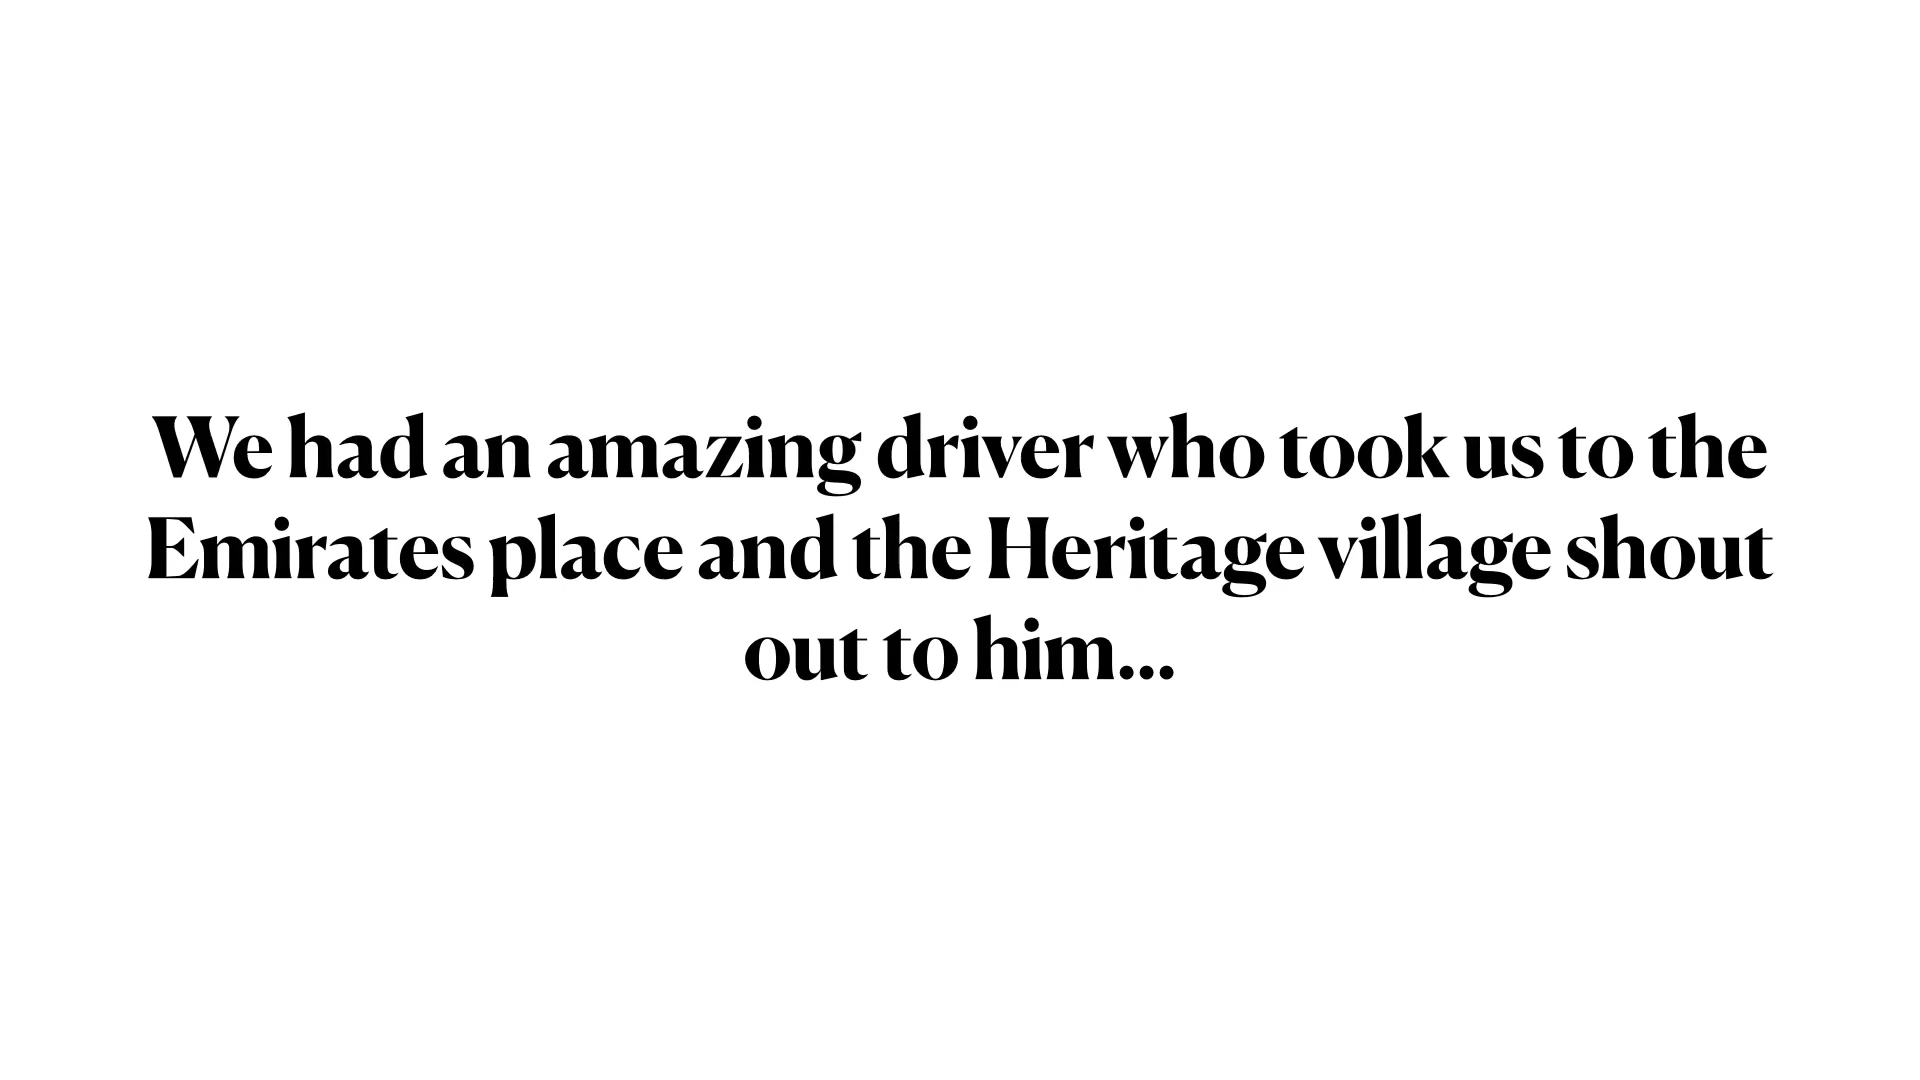 We had an amazing driver who took us to the
Emirates place and the Heritage village shout
out to him...